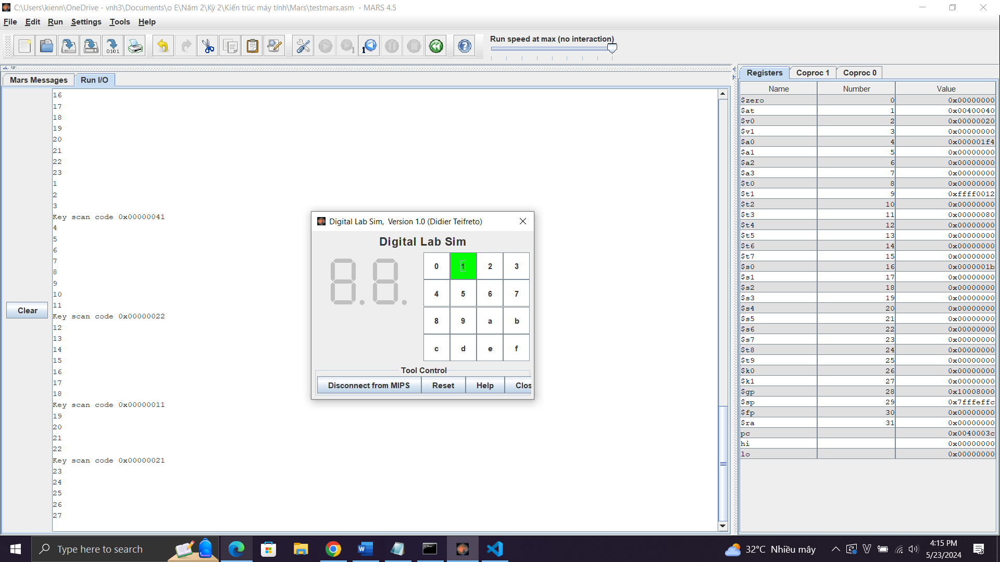 C:\Users\kienn\OneDrive - vnh3\Documents\o E\Năm 2\Kỳ 2\Kiến trúc máy tính\Mars\testmars.asm - MARS 4.5
File Edit Run Settings Tools Help
Run speed at max (no interaction)
Mars Messages Run I/O
Clear
16
17
18
19
20
21
22
23
1
2
3
Key scan code 0x00000041
4
5
6
7
8
9
10
11
Key scan code 0x00000022
12
13
14
15
16
17
18
Key scan code 0x00000011
19
20
21
22
Key scan code 0x00000021
23
24
25
26
27
Digital Lab Sim, Version 1.0 (Didier Teifreto)
Digital Lab Sim
8.8.
0 1 2 3
4 5 6 7
8 9 a b
c d e f
Tool Control
Disconnect from MIPS Reset Help Clos
Registers Coproc 1 Coproc 0
Name Number Value
$zero 0 0x00000000
$at 1 0x00400040
$v0 2 0x00000020
$v1 3 0x00000000
$a0 4 0x000001f4
$a1 5 0x00000000
$a2 6 0x00000000
$a3 7 0x00000000
$t0 8 0x00000000
$t1 9 0xffff0012
$t2 10 0x00000000
$t3 11 0x00000080
$t4 12 0x00000000
$t5 13 0x00000000
$t6 14 0x00000000
$t7 15 0x00000000
$s0 16 0x0000001b
$s1 17 0x00000000
$s2 18 0x00000000
$s3 19 0x00000000
$s4 20 0x00000000
$s5 21 0x00000000
$s6 22 0x00000000
$s7 23 0x00000000
$t8 24 0x00000000
$t9 25 0x00000000
$k0 26 0x00000000
$k1 27 0x00000000
$gp 28 0x10008000
$sp 29 0x7fffeffc
$fp 30 0x00000000
$ra 31 0x00000000
pc 0x0040003c
hi 0x00000000
lo 0x00000000
Type here to search
32°C Nhiều mây
4:15 PM
5/23/2024